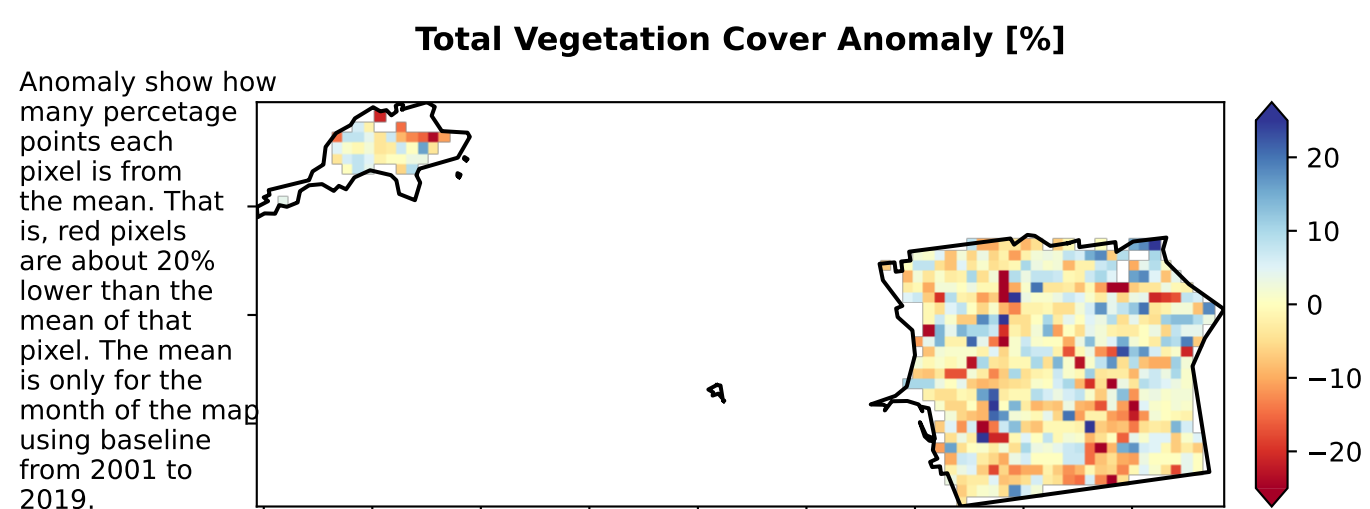 Total Vegetation Cover Anomaly [%]
Anomaly show how
many percetage
points each
pixel is from
the mean. That
is, red pixels
are about 20%
lower than the
mean of that
pixel. The mean
is only for the
month of the map
using baseline
from 2001 to
2019.
20
10
0
−10
−20